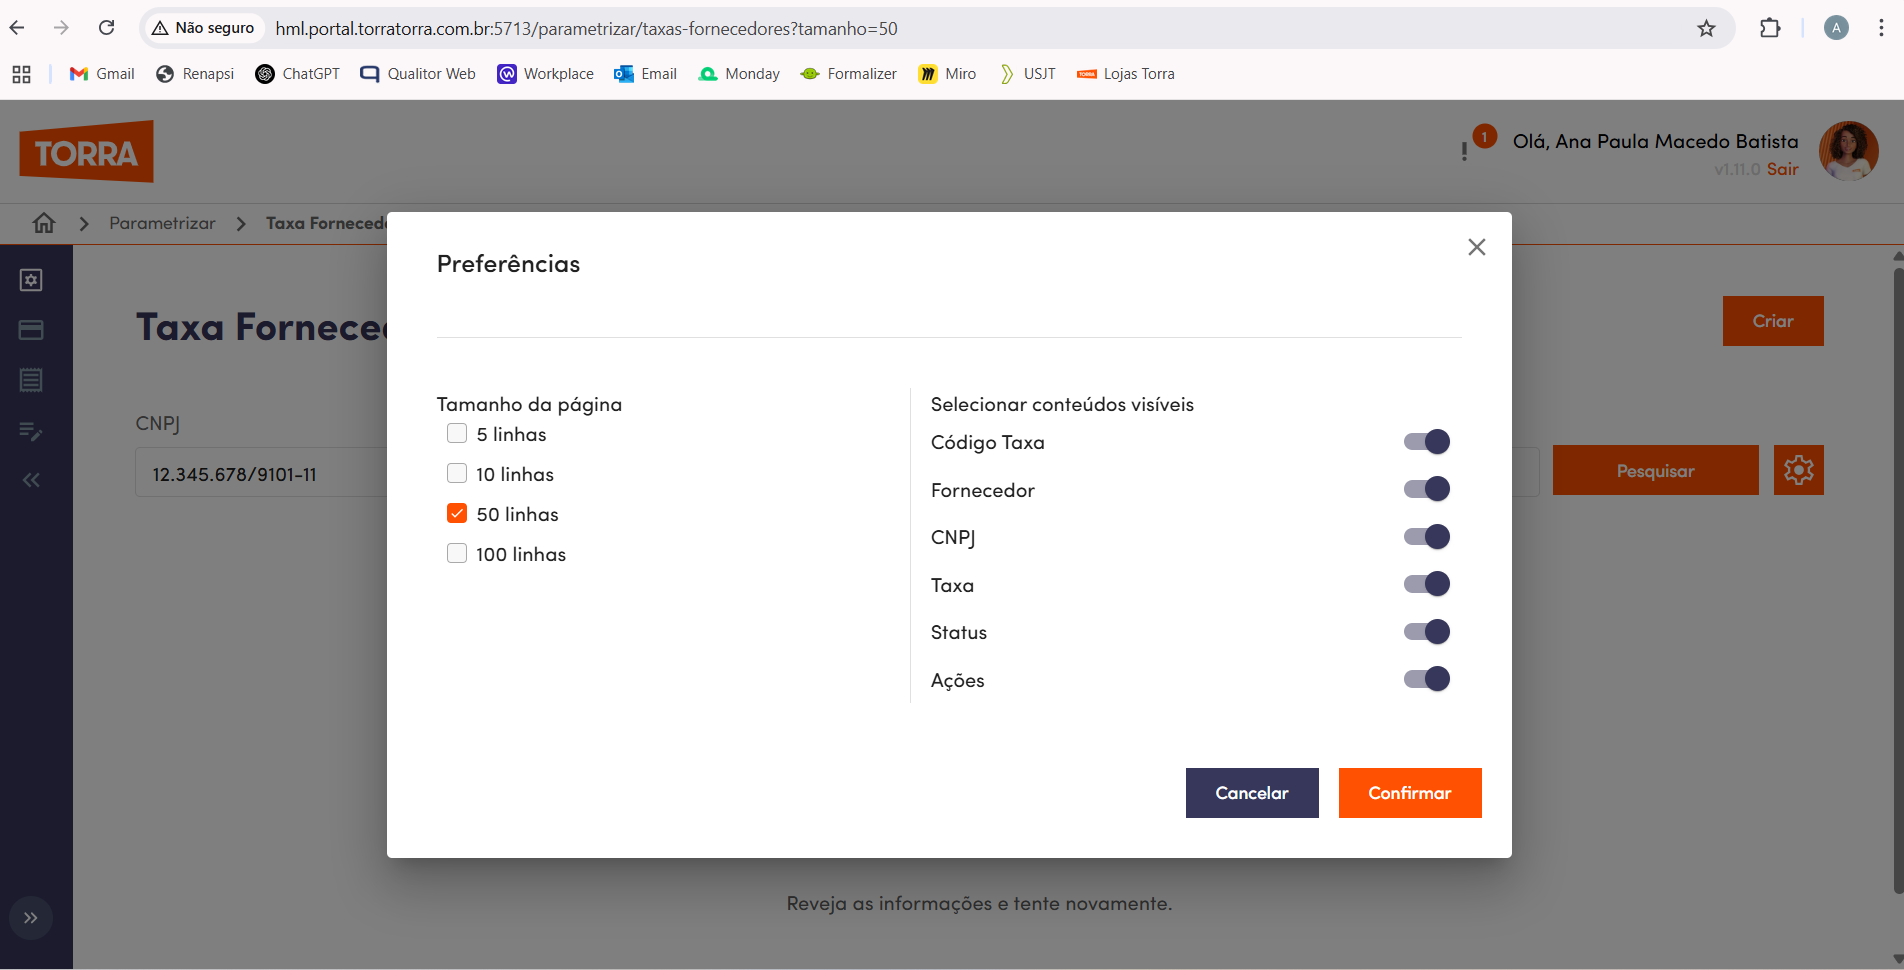 Não seguro
hml.portal.torratorra.com.br:5713/parametrizar/taxas-fornecedores?tamanho=50
A
Gmail
Renapsi
ChatGPT
Qualitor Web
Workplace
Email
Monday
Formalizer
Miro
USJT
TORRA
Lojas Torra
TORRA
1
Olá, Ana Paula Macedo Batista
v1.11.0 Sair
Parametrizar
Taxa Forneced
Preferências
Taxa Forneced
Criar
Tamanho da página
Selecionar conteúdos visíveis
CNPJ
5 linhas
Código Taxa
12.345.678/9101-11
10 linhas
Pesquisar
Fornecedor
50 linhas
CNPJ
100 linhas
Taxa
Status
Ações
Cancelar
Confirmar
Reveja as informações e tente novamente.